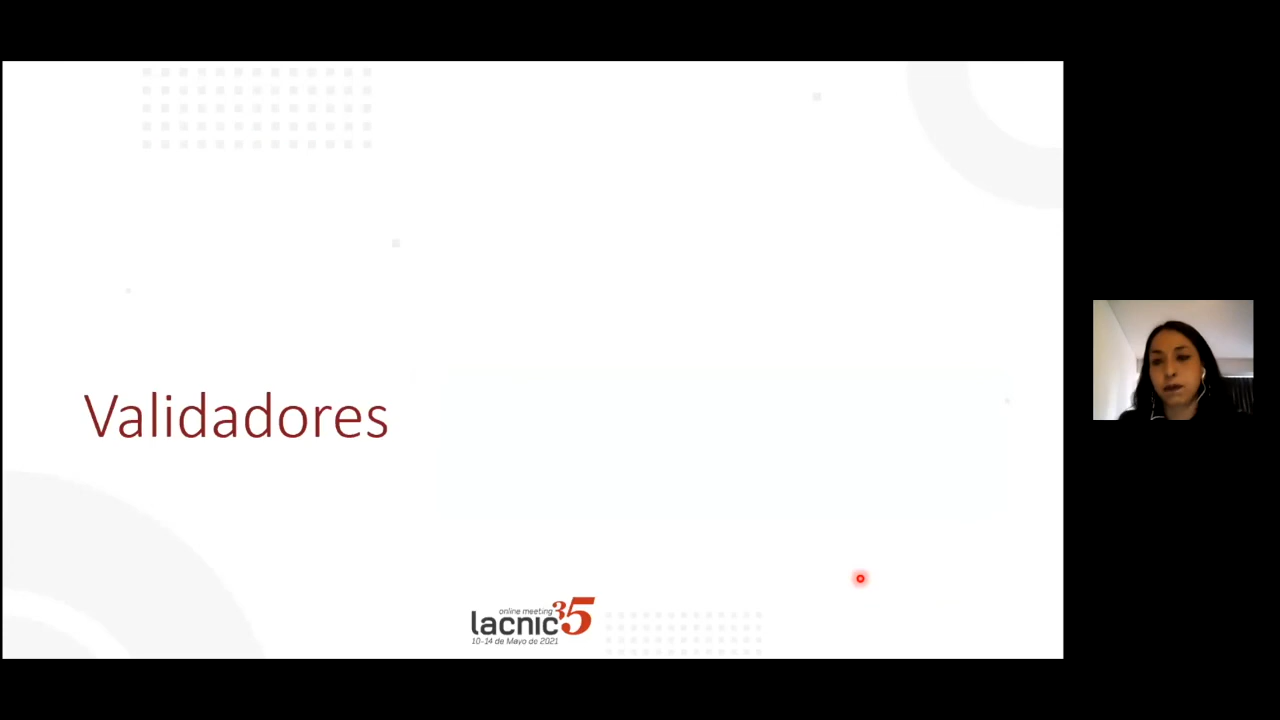 Validadores
online meeting
lacnic35
10-14 de Mayo de 2021